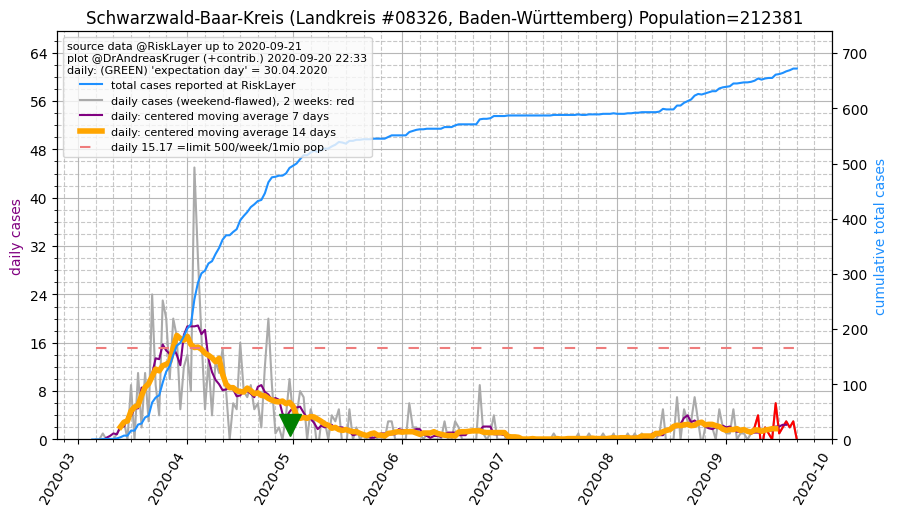 Schwarzwald-Baar-Kreis (Landkreis #08326, Baden-Württemberg) Population=212381
source data @RiskLayer up to 2020-09-21
plot @DrAndreasKruger (+contrib.) 2020-09-20 22:33
daily: (GREEN) 'expectation day' = 30.04.2020
total cases reported at RiskLayer
daily cases (weekend-flawed), 2 weeks: red
daily: centered moving average 7 days
daily: centered moving average 14 days
daily 15.17 =limit 500/week/1mio pop.
daily cases
64
56
48
40
32
24
16
8
0
cumulative total cases
700
600
500
400
300
200
100
0
2020-03
2020-04
2020-05
2020-06
2020-07
2020-08
2020-09
2020-10